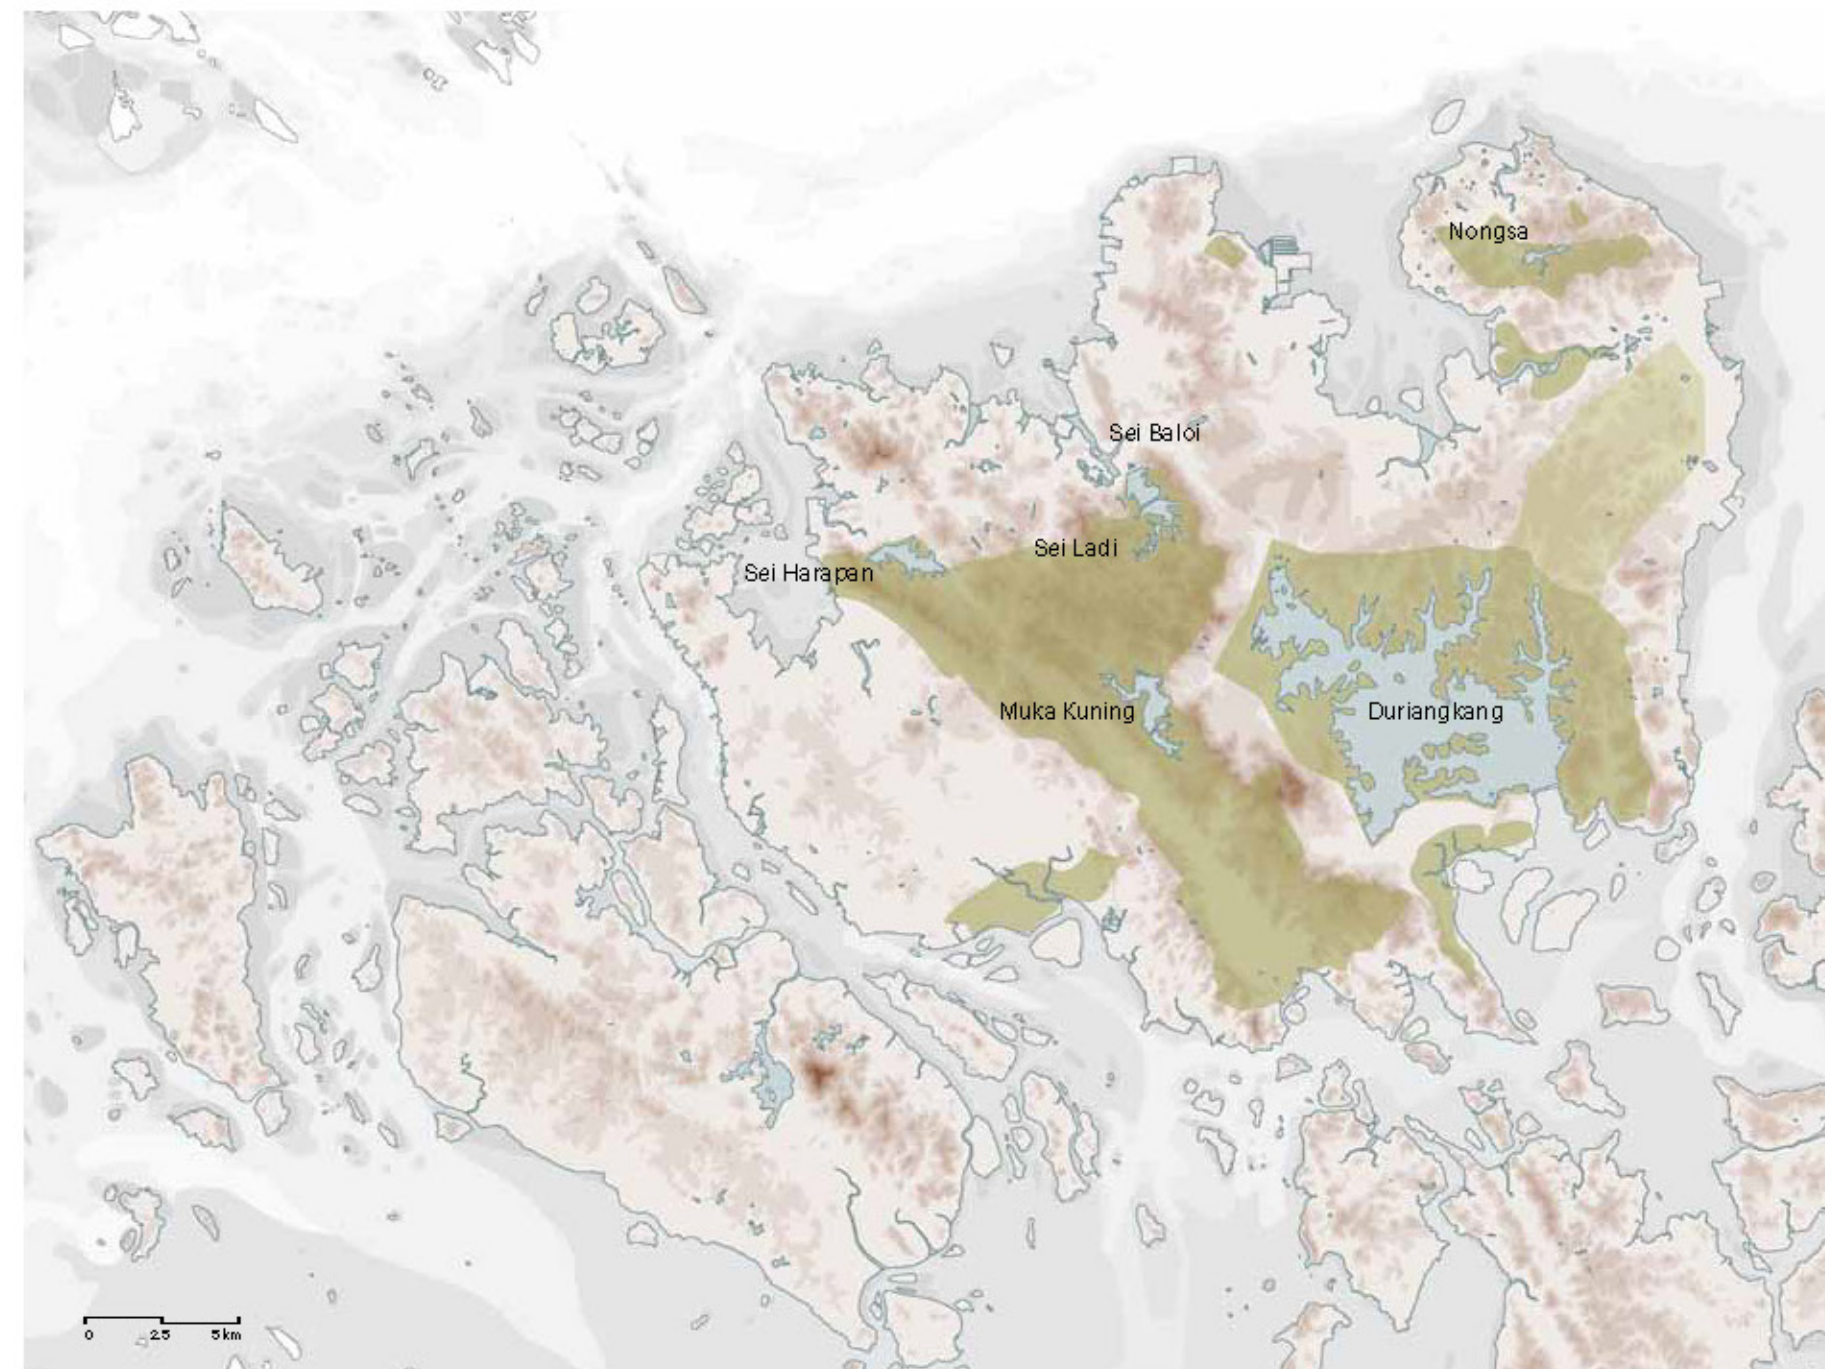 Nongsa
Sei Baloi
Sei Ladi
Sei Harapan
Muka Kuning
Duriangkang
0 2.5 5 km